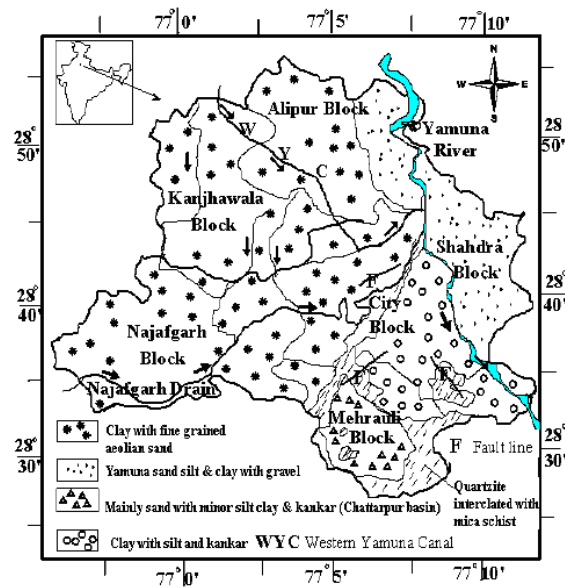 77° 0' 77° 5' 77° 10'
N
W E
S
Alipur Block
28° 50'
W
Y
C
Yamuna River
28° 50'
Kanjhawala Block
Shahdra Block
28° 40'
F
City Block
28° 40'
Najafgarh Block
F
F
Najafgarh Drain
Mehrauli Block
28° 30'
Clay with fine grained aeolian sand
F Fault line
28° 30'
Yamuna sand silt & clay with gravel
Quartzite interclated with mica schist
Mainly sand with minor silt clay & kankar (Chattarpur basin)
Clay with silt and kankar
WYC Western Yamuna Canal
77° 0' 77° 5' 77° 10'